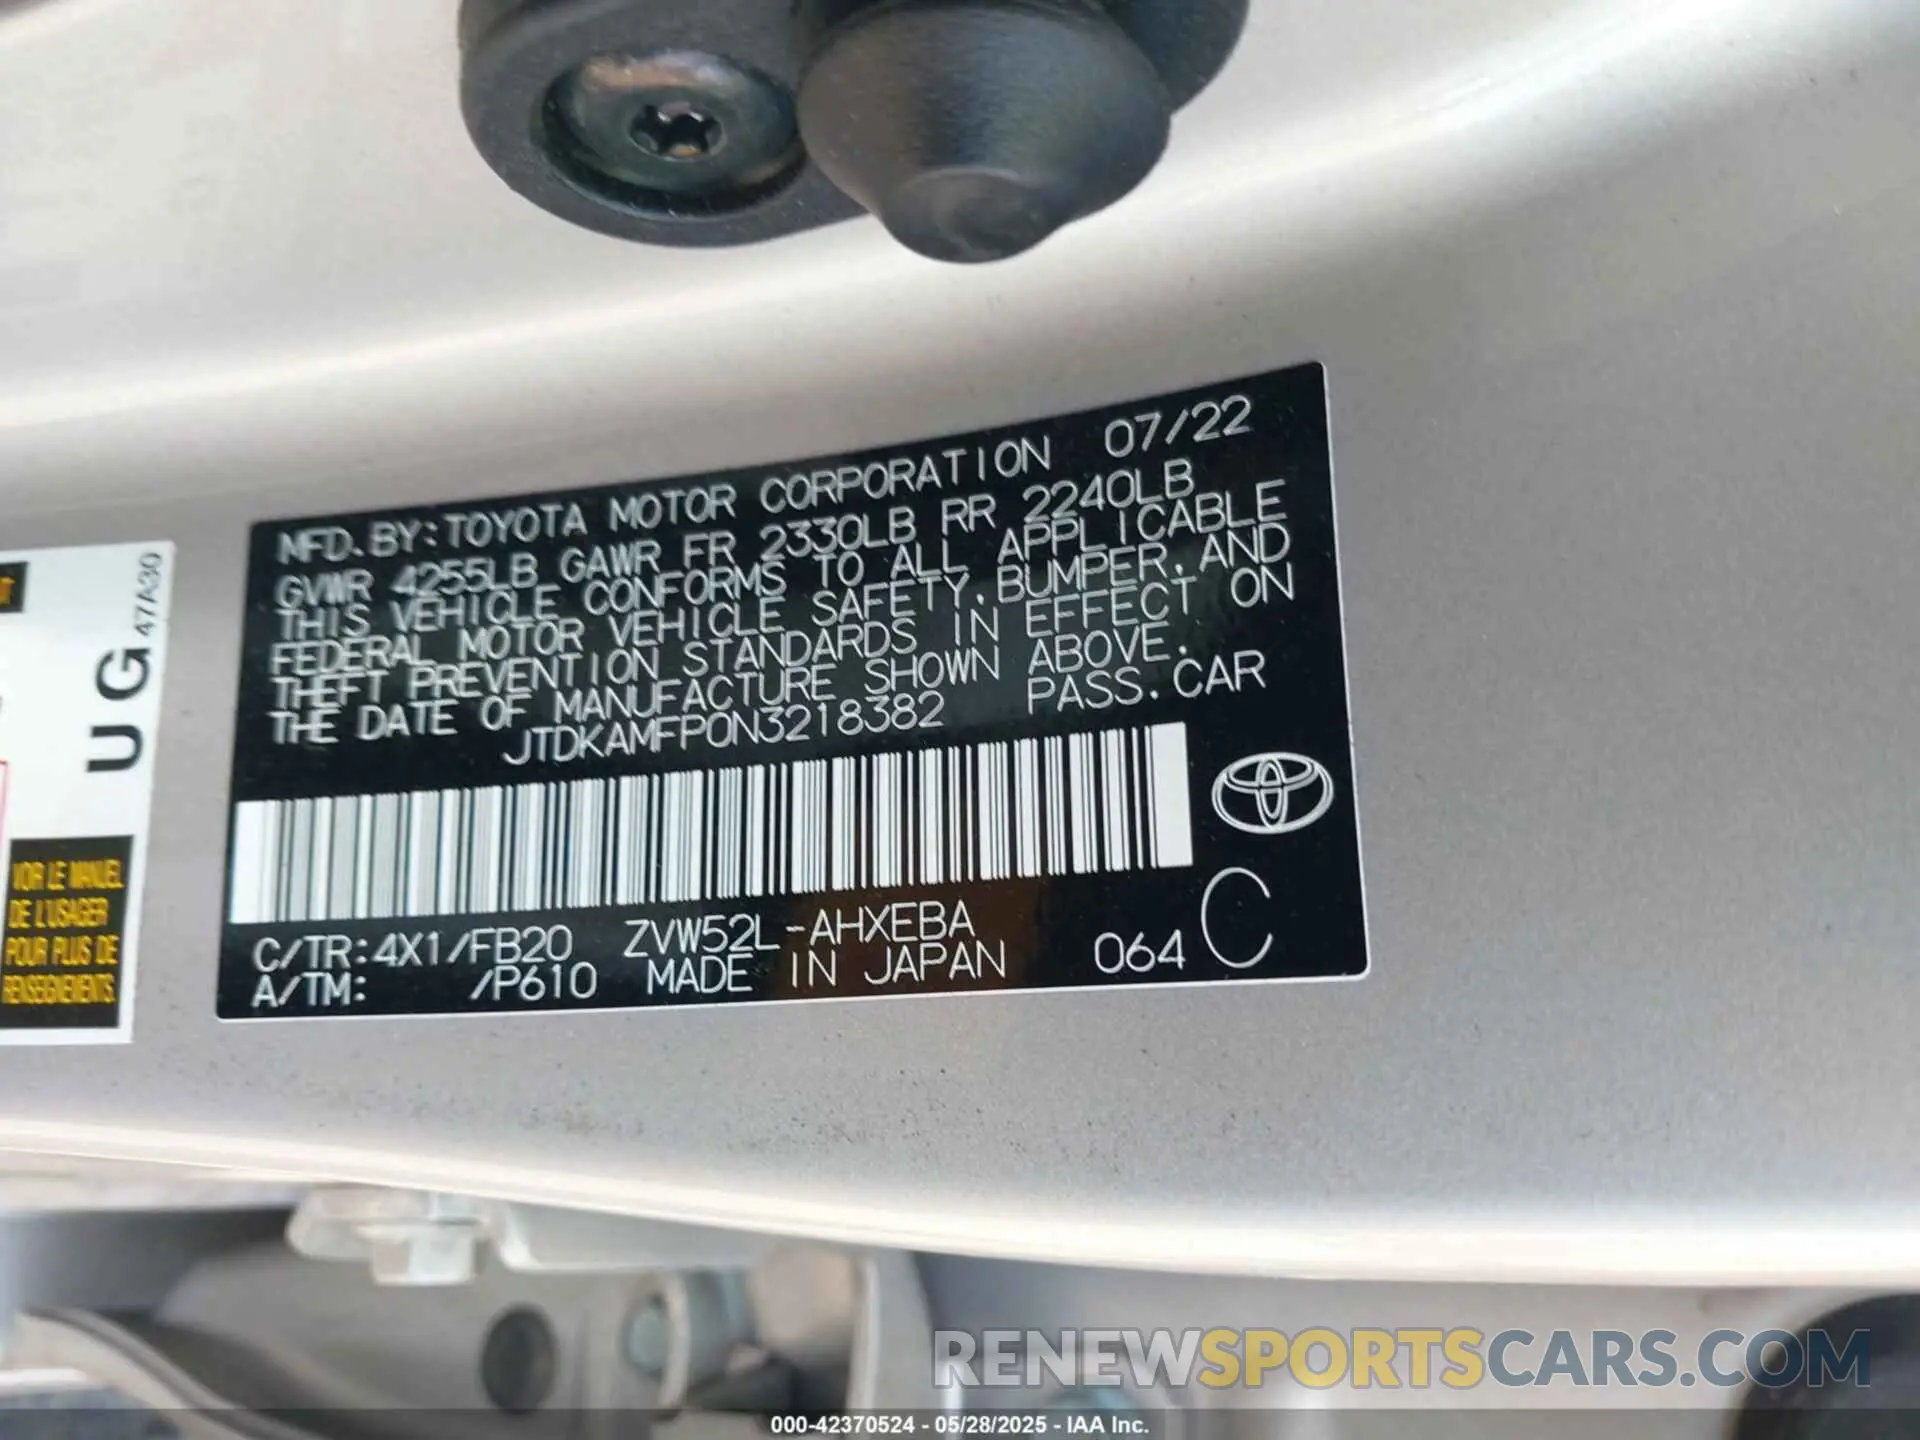 MFD. BY: TOYOTA MOTOR CORPORATION 07/22
GVWR 4255LB GAWR FR 2330LB RR 2240LB
THIS VEHICLE CONFORMS TO ALL APPLICABLE
FEDERAL MOTOR VEHICLE SAFETY, BUMPER, AND
THEFT PREVENTION STANDARDS IN EFFECT ON
THE DATE OF MANUFACTURE SHOWN ABOVE.
JTDKAMFP0N3218382 PASS. CAR
C/TR: 4X1/FB20 ZVW52L-AHXEBA
A/TM: /P610 MADE IN JAPAN 064 C
UG 47A30
VOIR LE MANUEL
DE L'USAGER
POUR PLUS DE
RENSEIGNEMENTS.
RENEWSPORTSCARS.COM
000-42370524 - 05/28/2025 - IAA Inc.